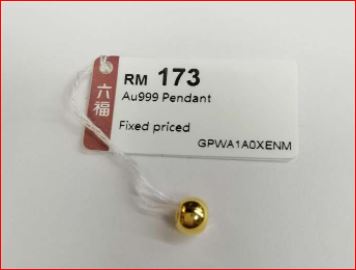 六福
RM 173
Au999 Pendant
Fixed priced
GPWA1A0XENM